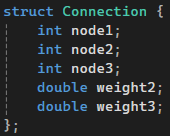 struct Connection {
    int node1;
    int node2;
    int node3;
    double weight2;
    double weight3;
};